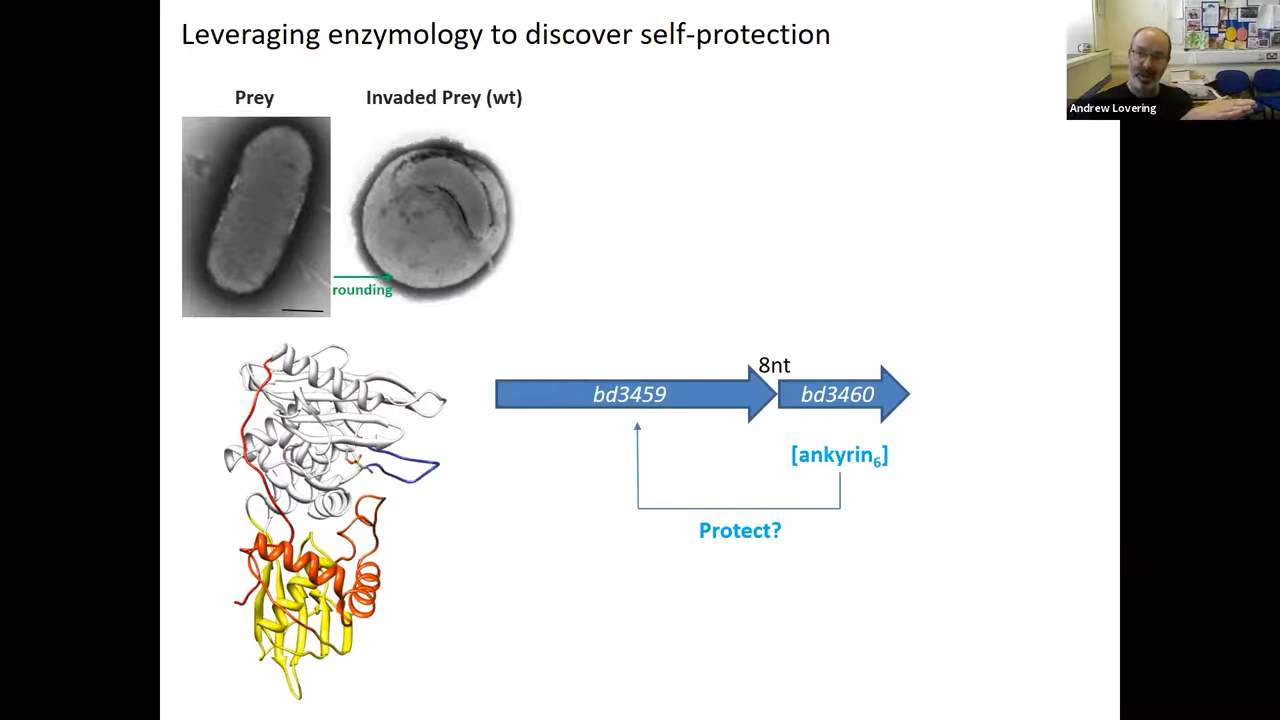 Leveraging enzymology to discover self-protection
Andrew Lovering
Prey
Invaded Prey (wt)
rounding
8nt
bd3459
bd3460
[ankyrin₆]
Protect?